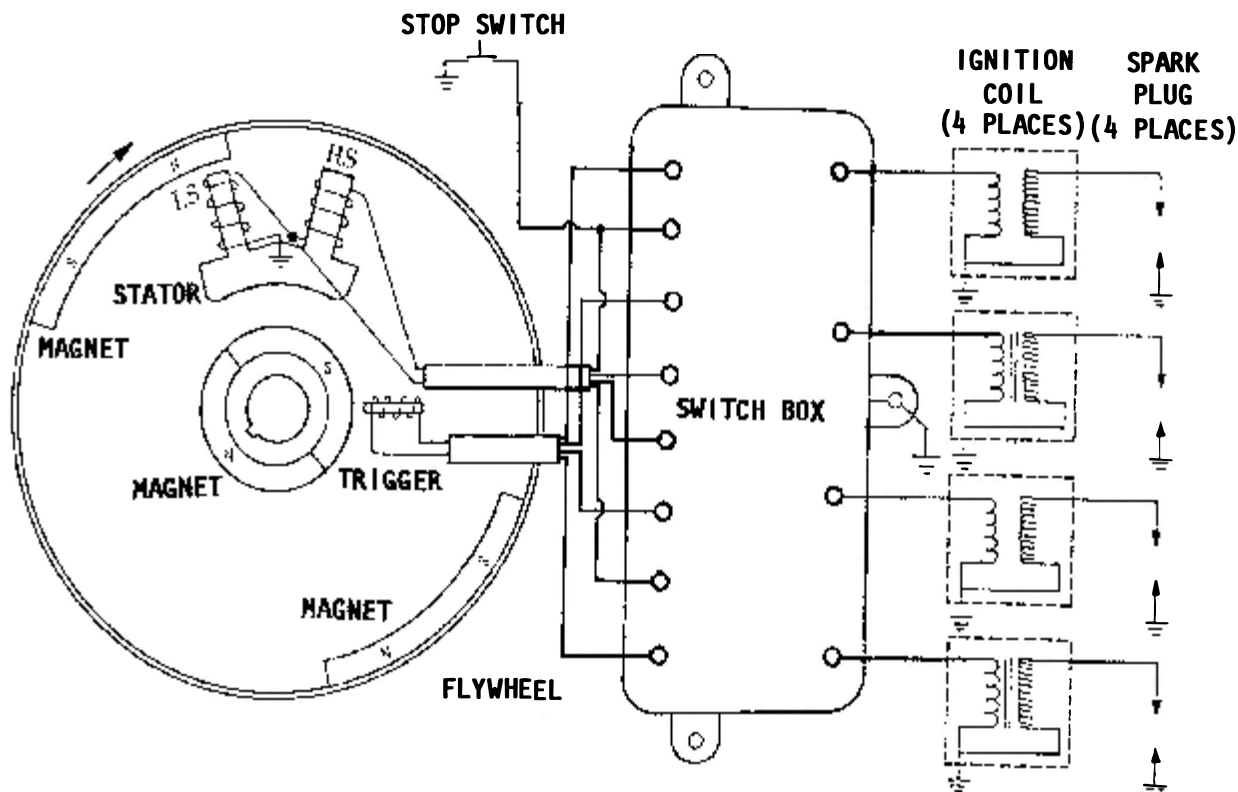 STOP SWITCH
IGNITION
COIL
(4 PLACES)
SPARK
PLUG
(4 PLACES)
N
HS
LS
S
STATOR
MAGNET
S
N
MAGNET
TRIGGER
SWITCH BOX
S
MAGNET
N
FLYWHEEL